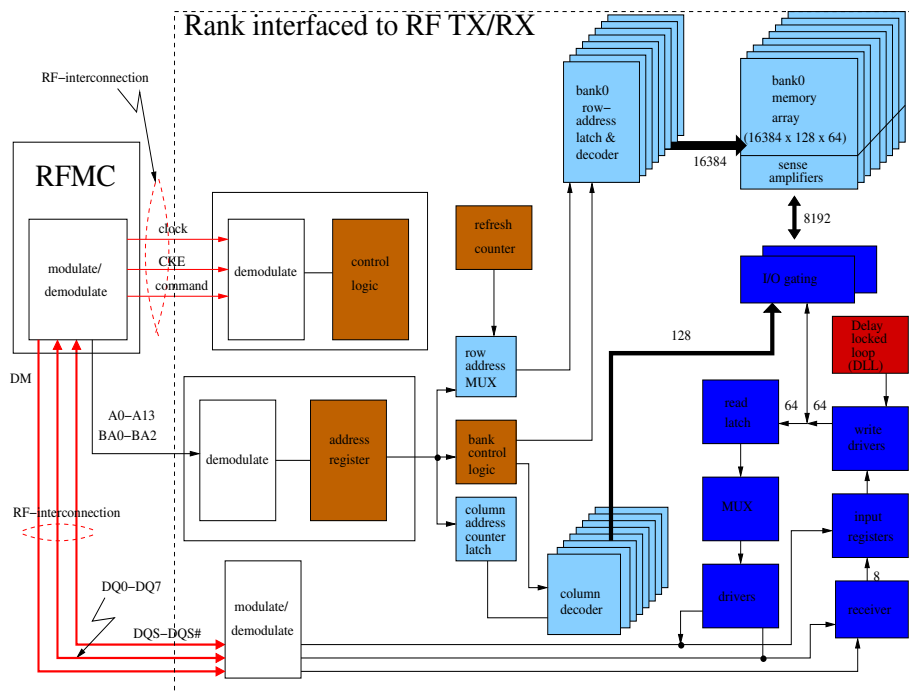 Rank interfaced to RF TX/RX
RF−interconnection
RFMC
modulate/
demodulate
clock
CKE
command
demodulate
control
logic
refresh
counter
bank0
row−
address
latch &
decoder
16384
bank0
memory
array
(16384 x 128 x 64)
sense
amplifiers
8192
I/O gating
128
Delay
locked
loop
(DLL)
row
address
MUX
DM
A0−A13
BA0−BA2
demodulate
address
register
bank
control
logic
column
address
counter
latch
read
latch
64
64
write
drivers
MUX
input
registers
RF−interconnection
DQ0−DQ7
DQS−DQS#
modulate/
demodulate
column
decoder
drivers
8
receiver